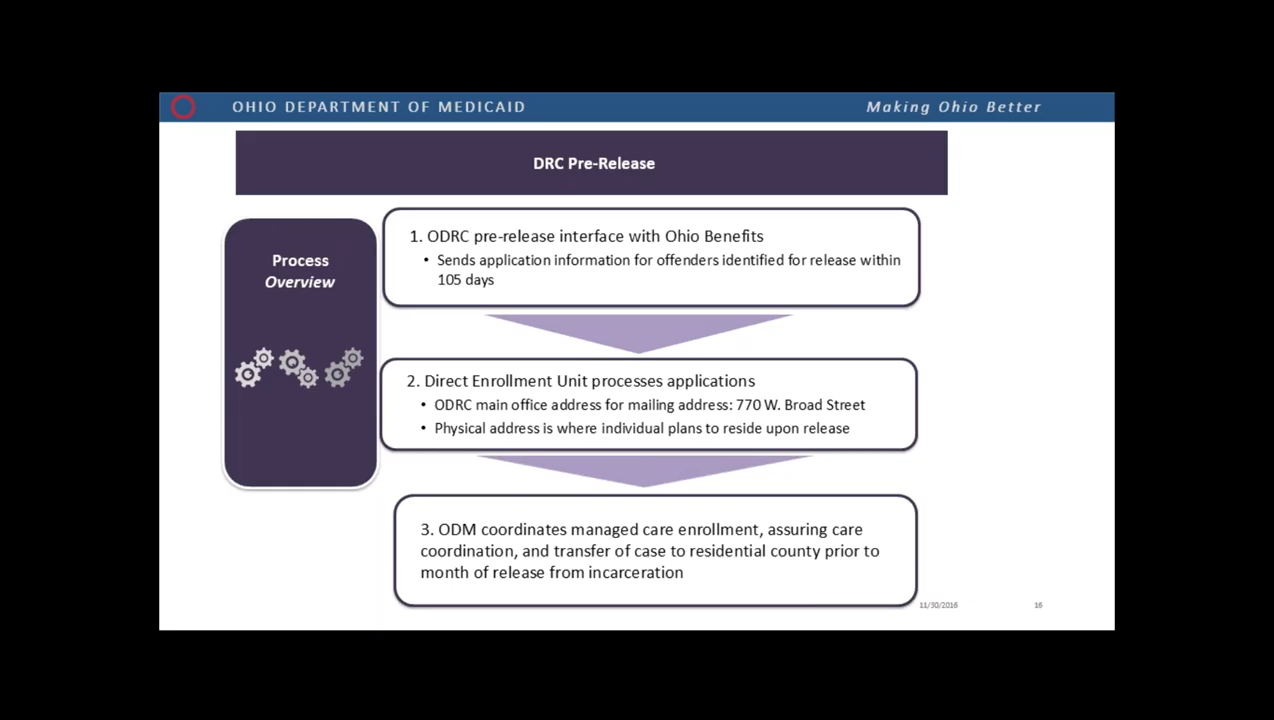 OHIO DEPARTMENT OF MEDICAID
Making Ohio Better
DRC Pre-Release
Process
Overview
1. ODRC pre-release interface with Ohio Benefits
• Sends application information for offenders identified for release within
105 days
2. Direct Enrollment Unit processes applications
• ODRC main office address for mailing address: 770 W. Broad Street
• Physical address is where individual plans to reside upon release
3. ODM coordinates managed care enrollment, assuring care
coordination, and transfer of case to residential county prior to
month of release from incarceration
11/30/2016
16